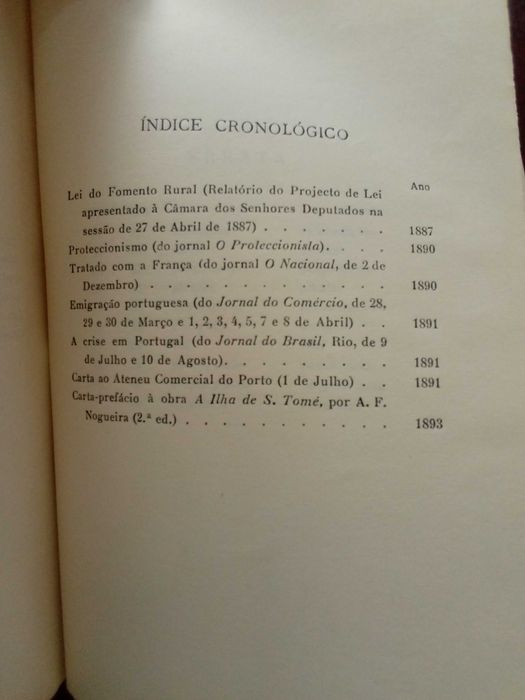 ÍNDICE CRONOLÓGICO
Ano
Lei do Fomento Rural (Relatório do Projecto de Lei
apresentado à Câmara dos Senhores Deputados na
sessão de 27 de Abril de 1887) . . . . . . . 1887
Proteccionismo (do jornal O Proteccionista). . . . 1890
Tratado com a França (do jornal O Nacional, de 2 de
Dezembro) . . . . . . . . . . . . . 1890
Emigração portuguesa (do Jornal do Comércio, de 28,
29 e 30 de Março e 1, 2, 3, 4, 5, 7 e 8 de Abril) . . 1891
A crise em Portugal (do Jornal do Brasil, Rio, de 9
de Julho e 10 de Agosto). . . . . . . . 1891
Carta ao Ateneu Comercial do Porto (1 de Julho) . . 1891
Carta-prefácio à obra A Ilha de S. Tomé, por A. F.
Nogueira (2.ª ed.) . . . . . . . . . . 1893